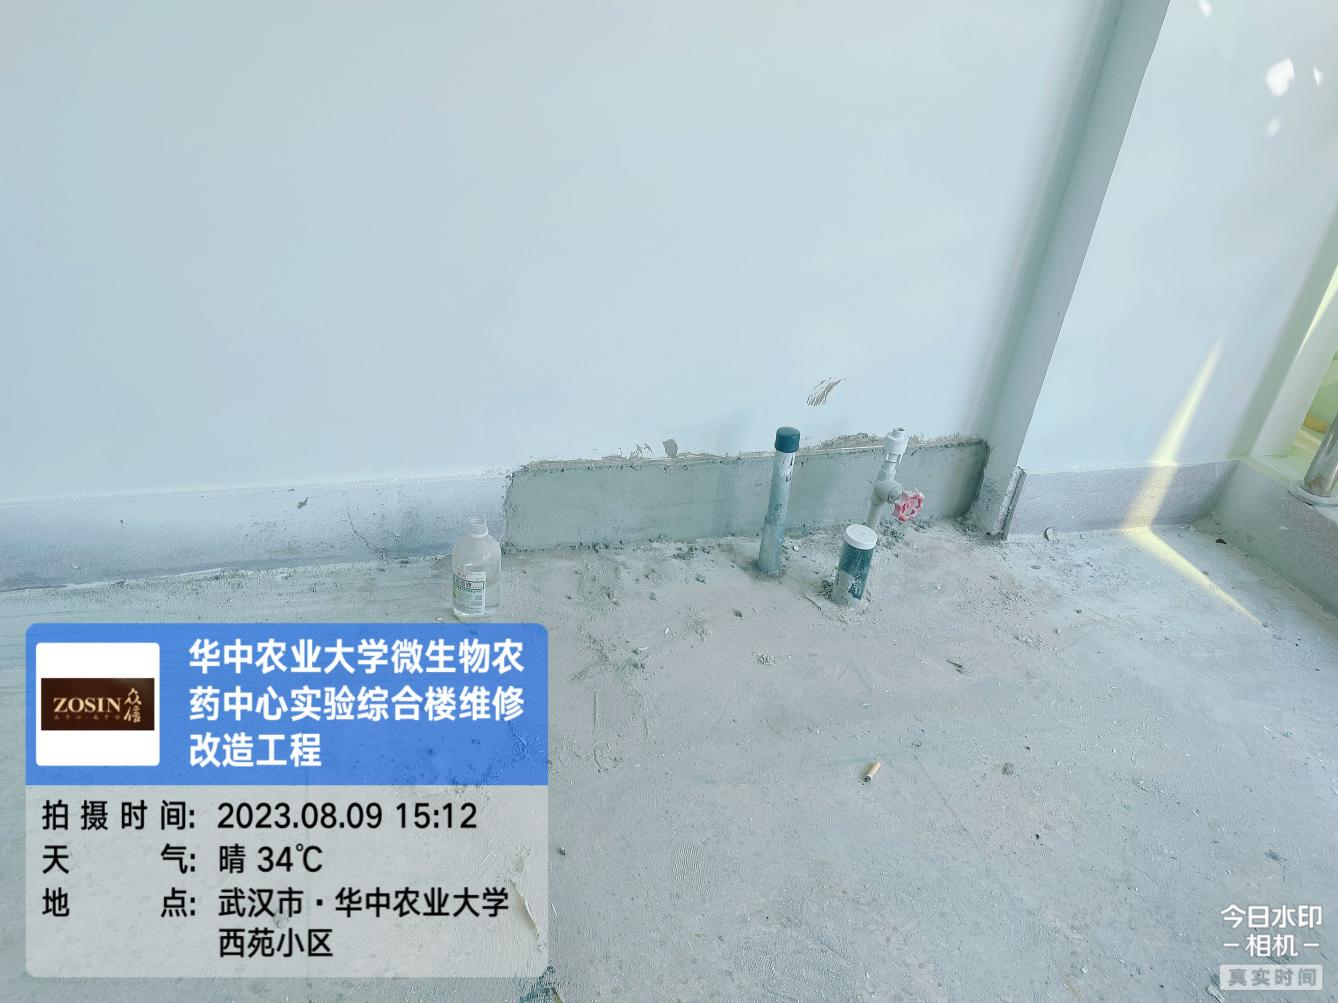 华中农业大学微生物农
药中心实验综合楼维修
改造工程
ZOSIN众信
拍摄时间: 2023.08.09 15:12
天气: 晴 34℃
地点: 武汉市·华中农业大学
西苑小区
今日水印
-相机-
真实时间